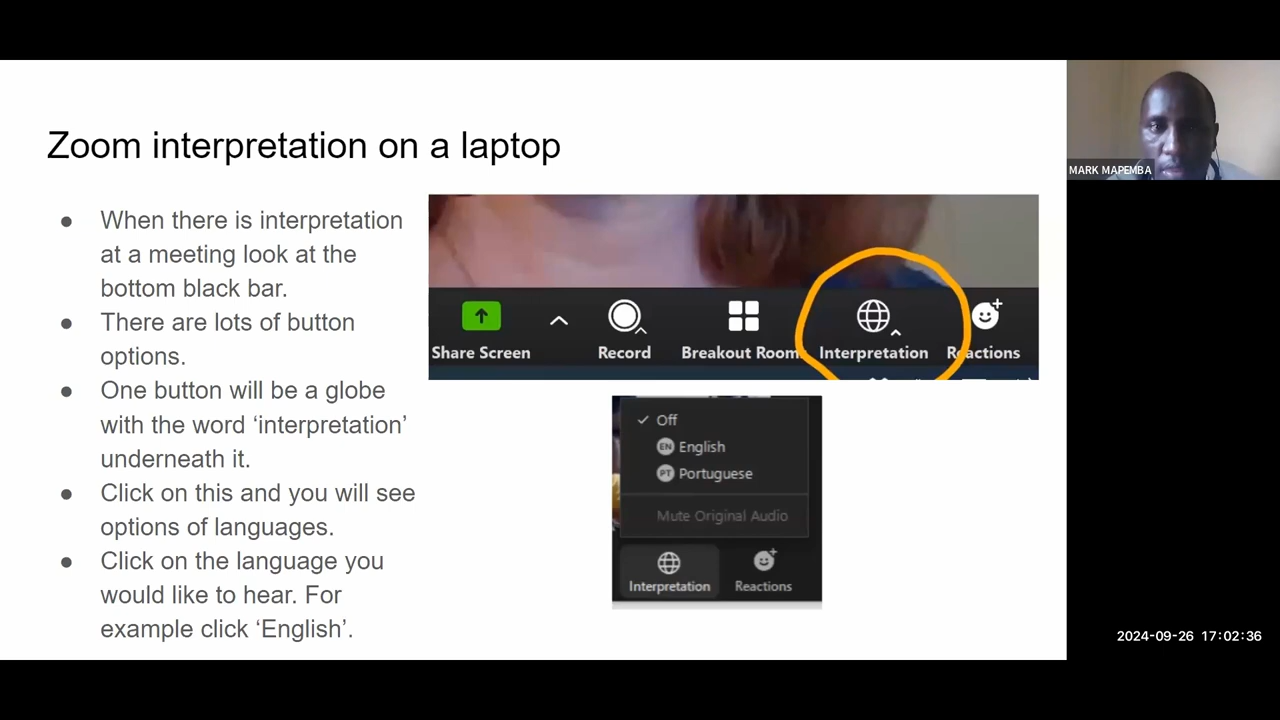 Zoom interpretation on a laptop
● When there is interpretation
at a meeting look at the
bottom black bar.
● There are lots of button
options.
● One button will be a globe
with the word ‘interpretation’
underneath it.
● Click on this and you will see
options of languages.
● Click on the language you
would like to hear. For
example click ‘English’.
Share Screen
Record
Breakout Room
Interpretation
Reactions
Off
EN English
PT Portuguese
Mute Original Audio
Interpretation
Reactions
MARK MAPEMBA
2024-09-26 17:02:36